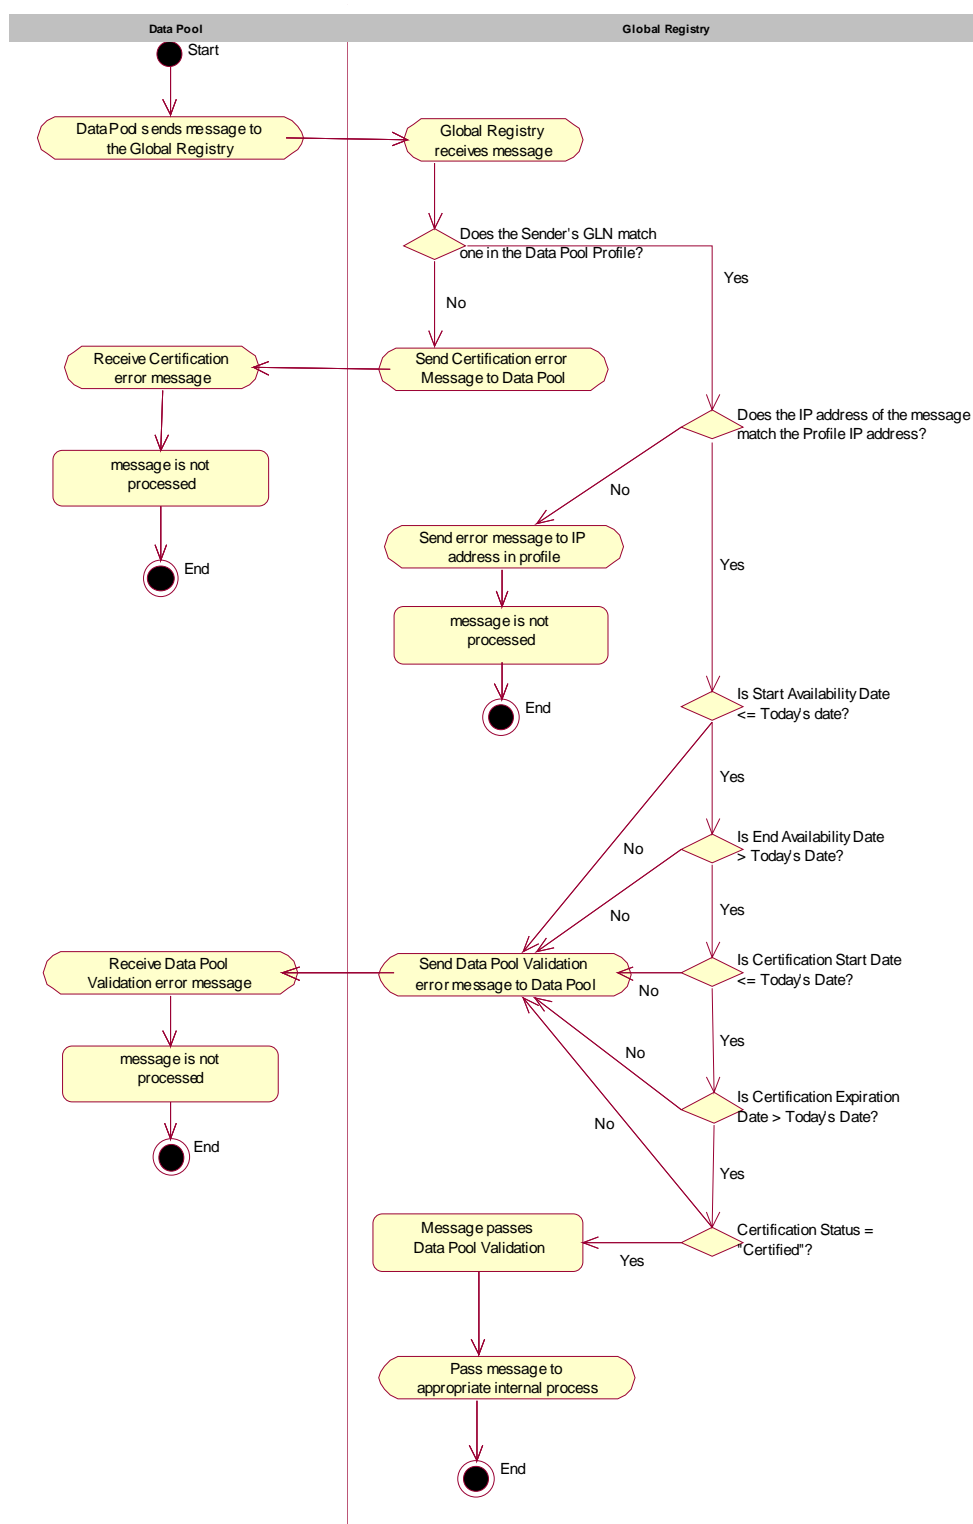 Data Pool
Global Registry
Start
Data Pool sends message to
the Global Registry
Global Registry
receives message
Does the Sender's GLN match
one in the Data Pool Profile?
Yes
No
Receive Certification
error message
Send Certification error
Message to Data Pool
Does the IP address of the message
match the Profile IP address?
message is not
processed
No
Send error message to IP
address in profile
End
Yes
message is not
processed
Is Start Availability Date
<= Today's date?
End
Yes
Is End Availability Date
> Today's Date?
No
No
Yes
Receive Data Pool
Validation error message
Send Data Pool Validation
error message to Data Pool
Is Certification Start Date
<= Today's Date?
No
Yes
message is not
processed
No
Is Certification Expiration
Date > Today's Date?
No
End
Yes
Message passes
Data Pool Validation
Certification Status =
"Certified"?
Yes
Pass message to
appropriate internal process
End